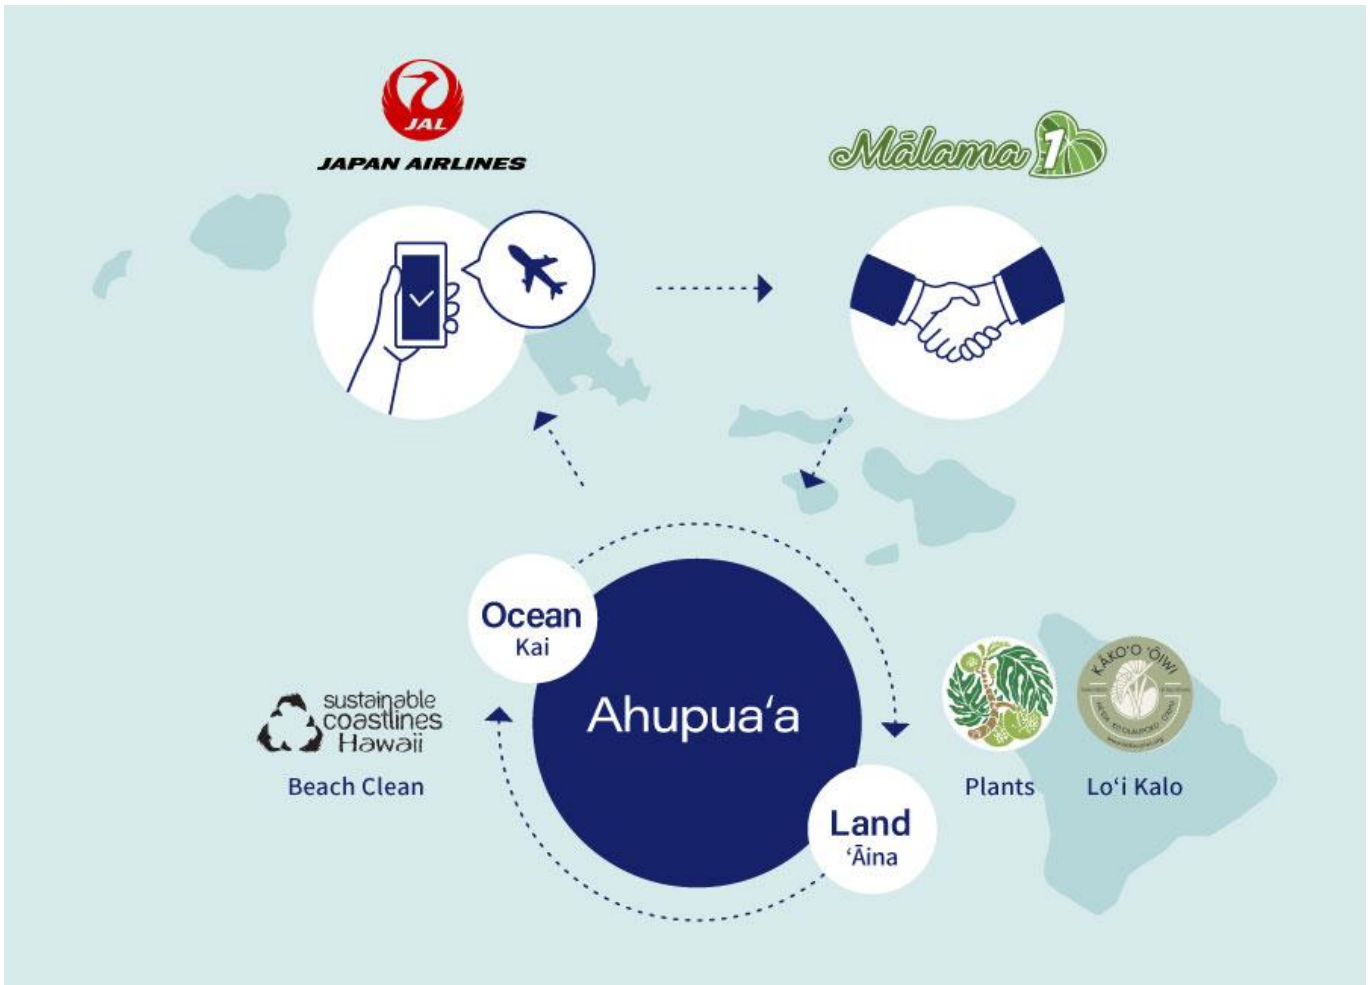 JAL
JAPAN AIRLINES
Mālama 1
Ocean
Kai
Ahupuaʻa
sustainable
coastlines
Hawaii
Beach Clean
KĀKOʻO ʻŌIWI
Plants
Loʻi Kalo
Land
ʻĀina